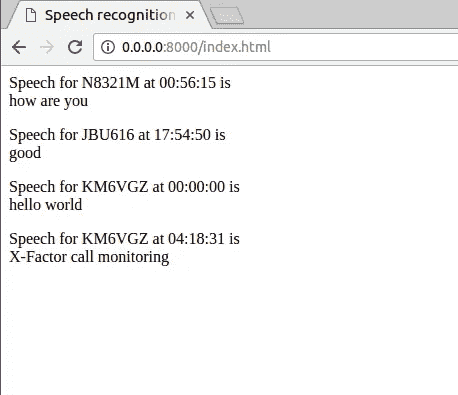 Speech recognition
0.0.0.0:8000/index.html
Speech for N8321M at 00:56:15 is
how are you
Speech for JBU616 at 17:54:50 is
good
Speech for KM6VGZ at 00:00:00 is
hello world
Speech for KM6VGZ at 04:18:31 is
X-Factor call monitoring